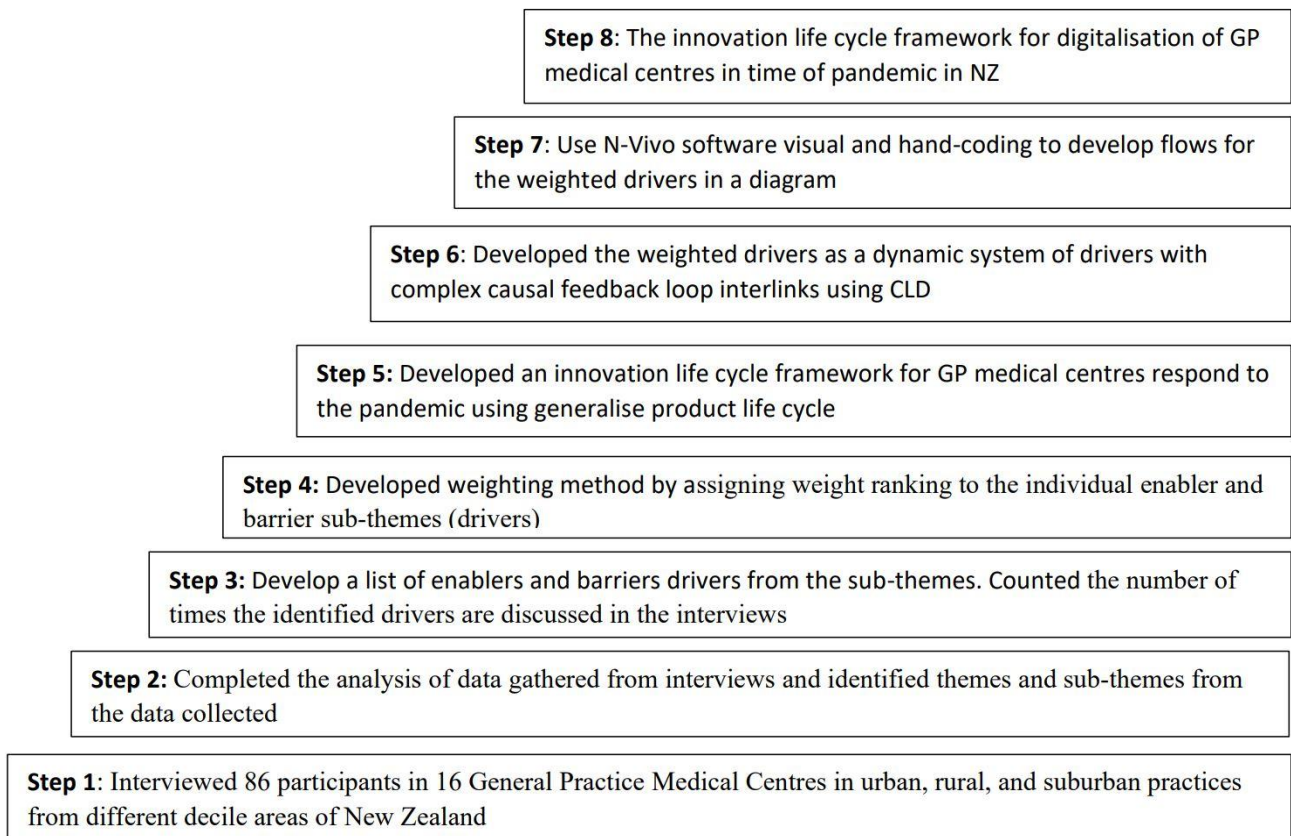 Step 8: The innovation life cycle framework for digitalisation of GP
medical centres in time of pandemic in NZ
Step 7: Use N-Vivo software visual and hand-coding to develop flows for
the weighted drivers in a diagram
Step 6: Developed the weighted drivers as a dynamic system of drivers with
complex causal feedback loop interlinks using CLD
Step 5: Developed an innovation life cycle framework for GP medical centres respond to
the pandemic using generalise product life cycle
Step 4: Developed weighting method by assigning weight ranking to the individual enabler and
barrier sub-themes (drivers)
Step 3: Develop a list of enablers and barriers drivers from the sub-themes. Counted the number of
times the identified drivers are discussed in the interviews
Step 2: Completed the analysis of data gathered from interviews and identified themes and sub-themes from
the data collected
Step 1: Interviewed 86 participants in 16 General Practice Medical Centres in urban, rural, and suburban practices
from different decile areas of New Zealand